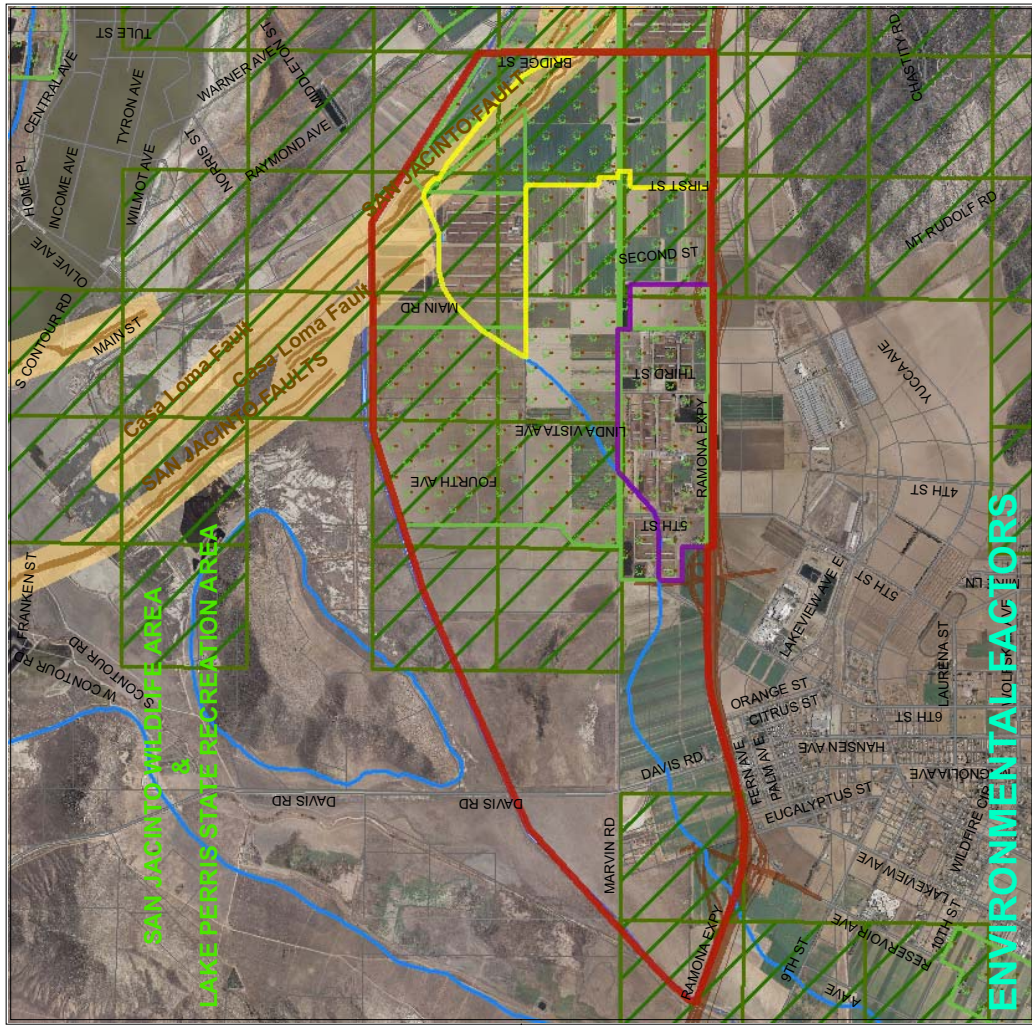 TULE ST
CENTRAL AVE
HOME PL
INCOME AVE
TYRON AVE
WILMOT AVE
OLIVE AVE
NORRIS ST
WARNER AVE
RAYMOND AVE
MIDDLETON ST
S CONTOUR RD
MAIN ST
Casa Loma Fault
Casa Loma Fault
SAN JACINTO FAULTS
SAN JACINTO FAULT
BRIDGE ST
FIRST ST
SECOND ST
MAIN RD
THIRD ST
LINDA VISTA AVE
FOURTH AVE
5TH ST
RAMONA EXPY
CHASTITY RD
MT RUDOLF RD
YUCCA AVE
4TH ST
5TH ST
LAKEVIEW AVE E
LAURENA ST
6TH ST
ORANGE ST
CITRUS ST
HANSEN AVE
FERN AVE
PALM AVE
EUCALYPTUS ST
LAKEVIEW AVE
RESERVOIR AVE
10TH ST
9TH ST
A AVE
RAMONA EXPY
MARVIN RD
DAVIS RD
DAVIS RD
DAVIS RD
FRANKEN ST
W CONTOUR RD
S CONTOUR RD
SAN JACINTO WILDLIFE AREA
&
LAKE PERRIS STATE RECREATION AREA
ENVIRONMENTAL FACTORS